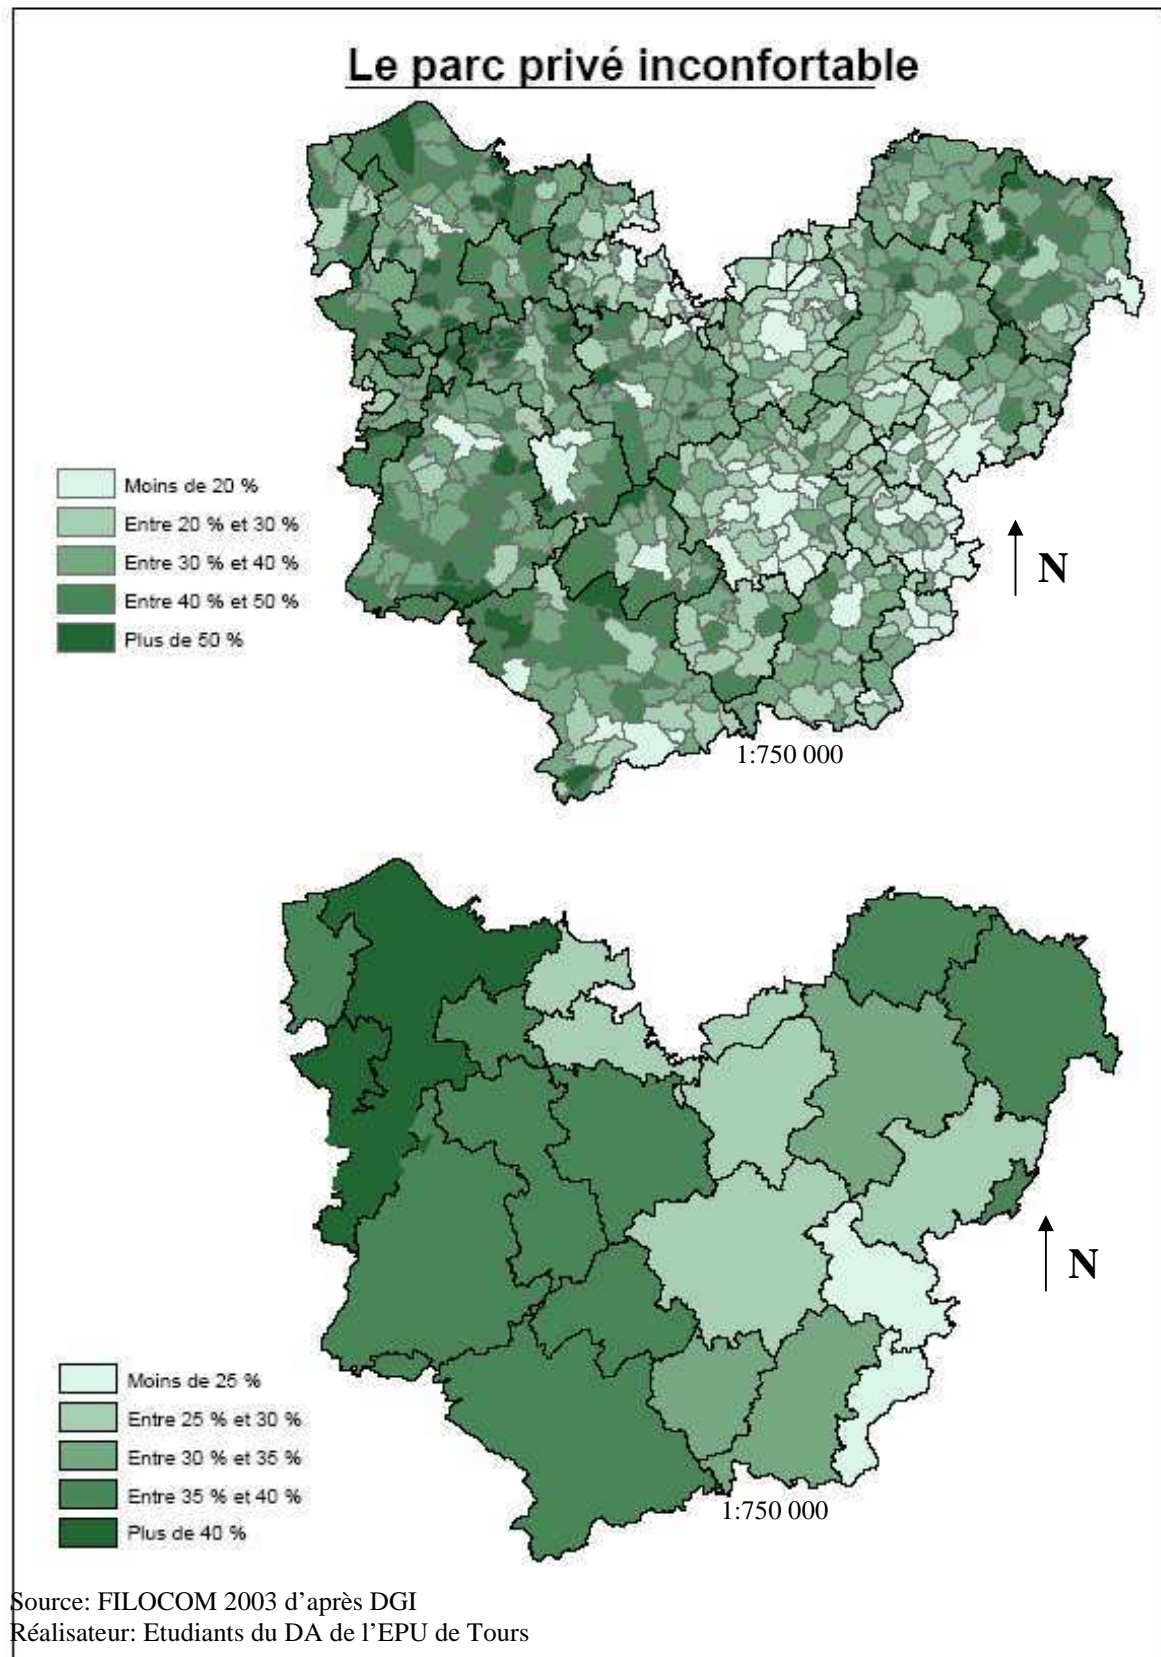 Le parc privé inconfortable
Moins de 20 %
Entre 20 % et 30 %
Entre 30 % et 40 %
Entre 40 % et 50 %
Plus de 50 %
N
1:750 000
Moins de 25 %
Entre 25 % et 30 %
Entre 30 % et 35 %
Entre 35 % et 40 %
Plus de 40 %
N
1:750 000
Source: FILOCOM 2003 d’après DGI
Réalisateur: Etudiants du DA de l’EPU de Tours